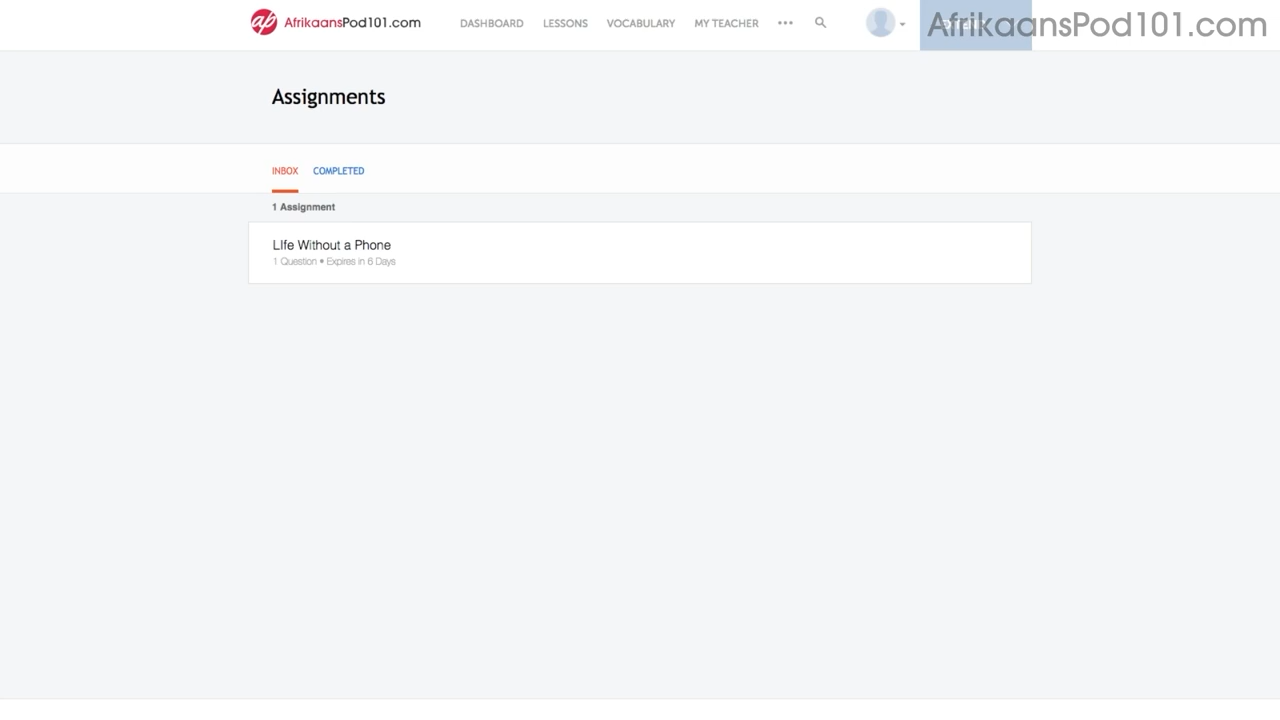 ap AfrikaansPod101.com DASHBOARD LESSONS VOCABULARY MY TEACHER ••• AfrikaansPod101.com
Assignments
INBOX COMPLETED
1 Assignment
LIfe Without a Phone
1 Question • Expires in 6 Days